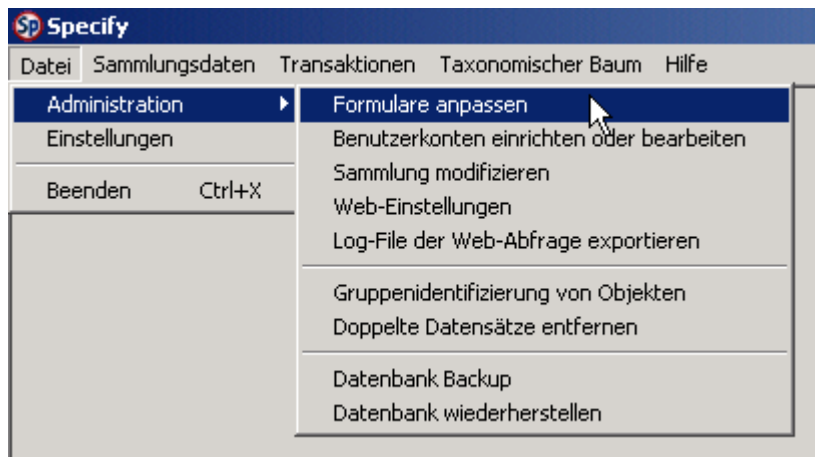 Sp Specify
Datei Sammlungsdaten Transaktionen Taxonomischer Baum Hilfe
Administration
Einstellungen
Beenden Ctrl+X
Formulare anpassen
Benutzerkonten einrichten oder bearbeiten
Sammlung modifizieren
Web-Einstellungen
Log-File der Web-Abfrage exportieren
Gruppenidentifizierung von Objekten
Doppelte Datensätze entfernen
Datenbank Backup
Datenbank wiederherstellen